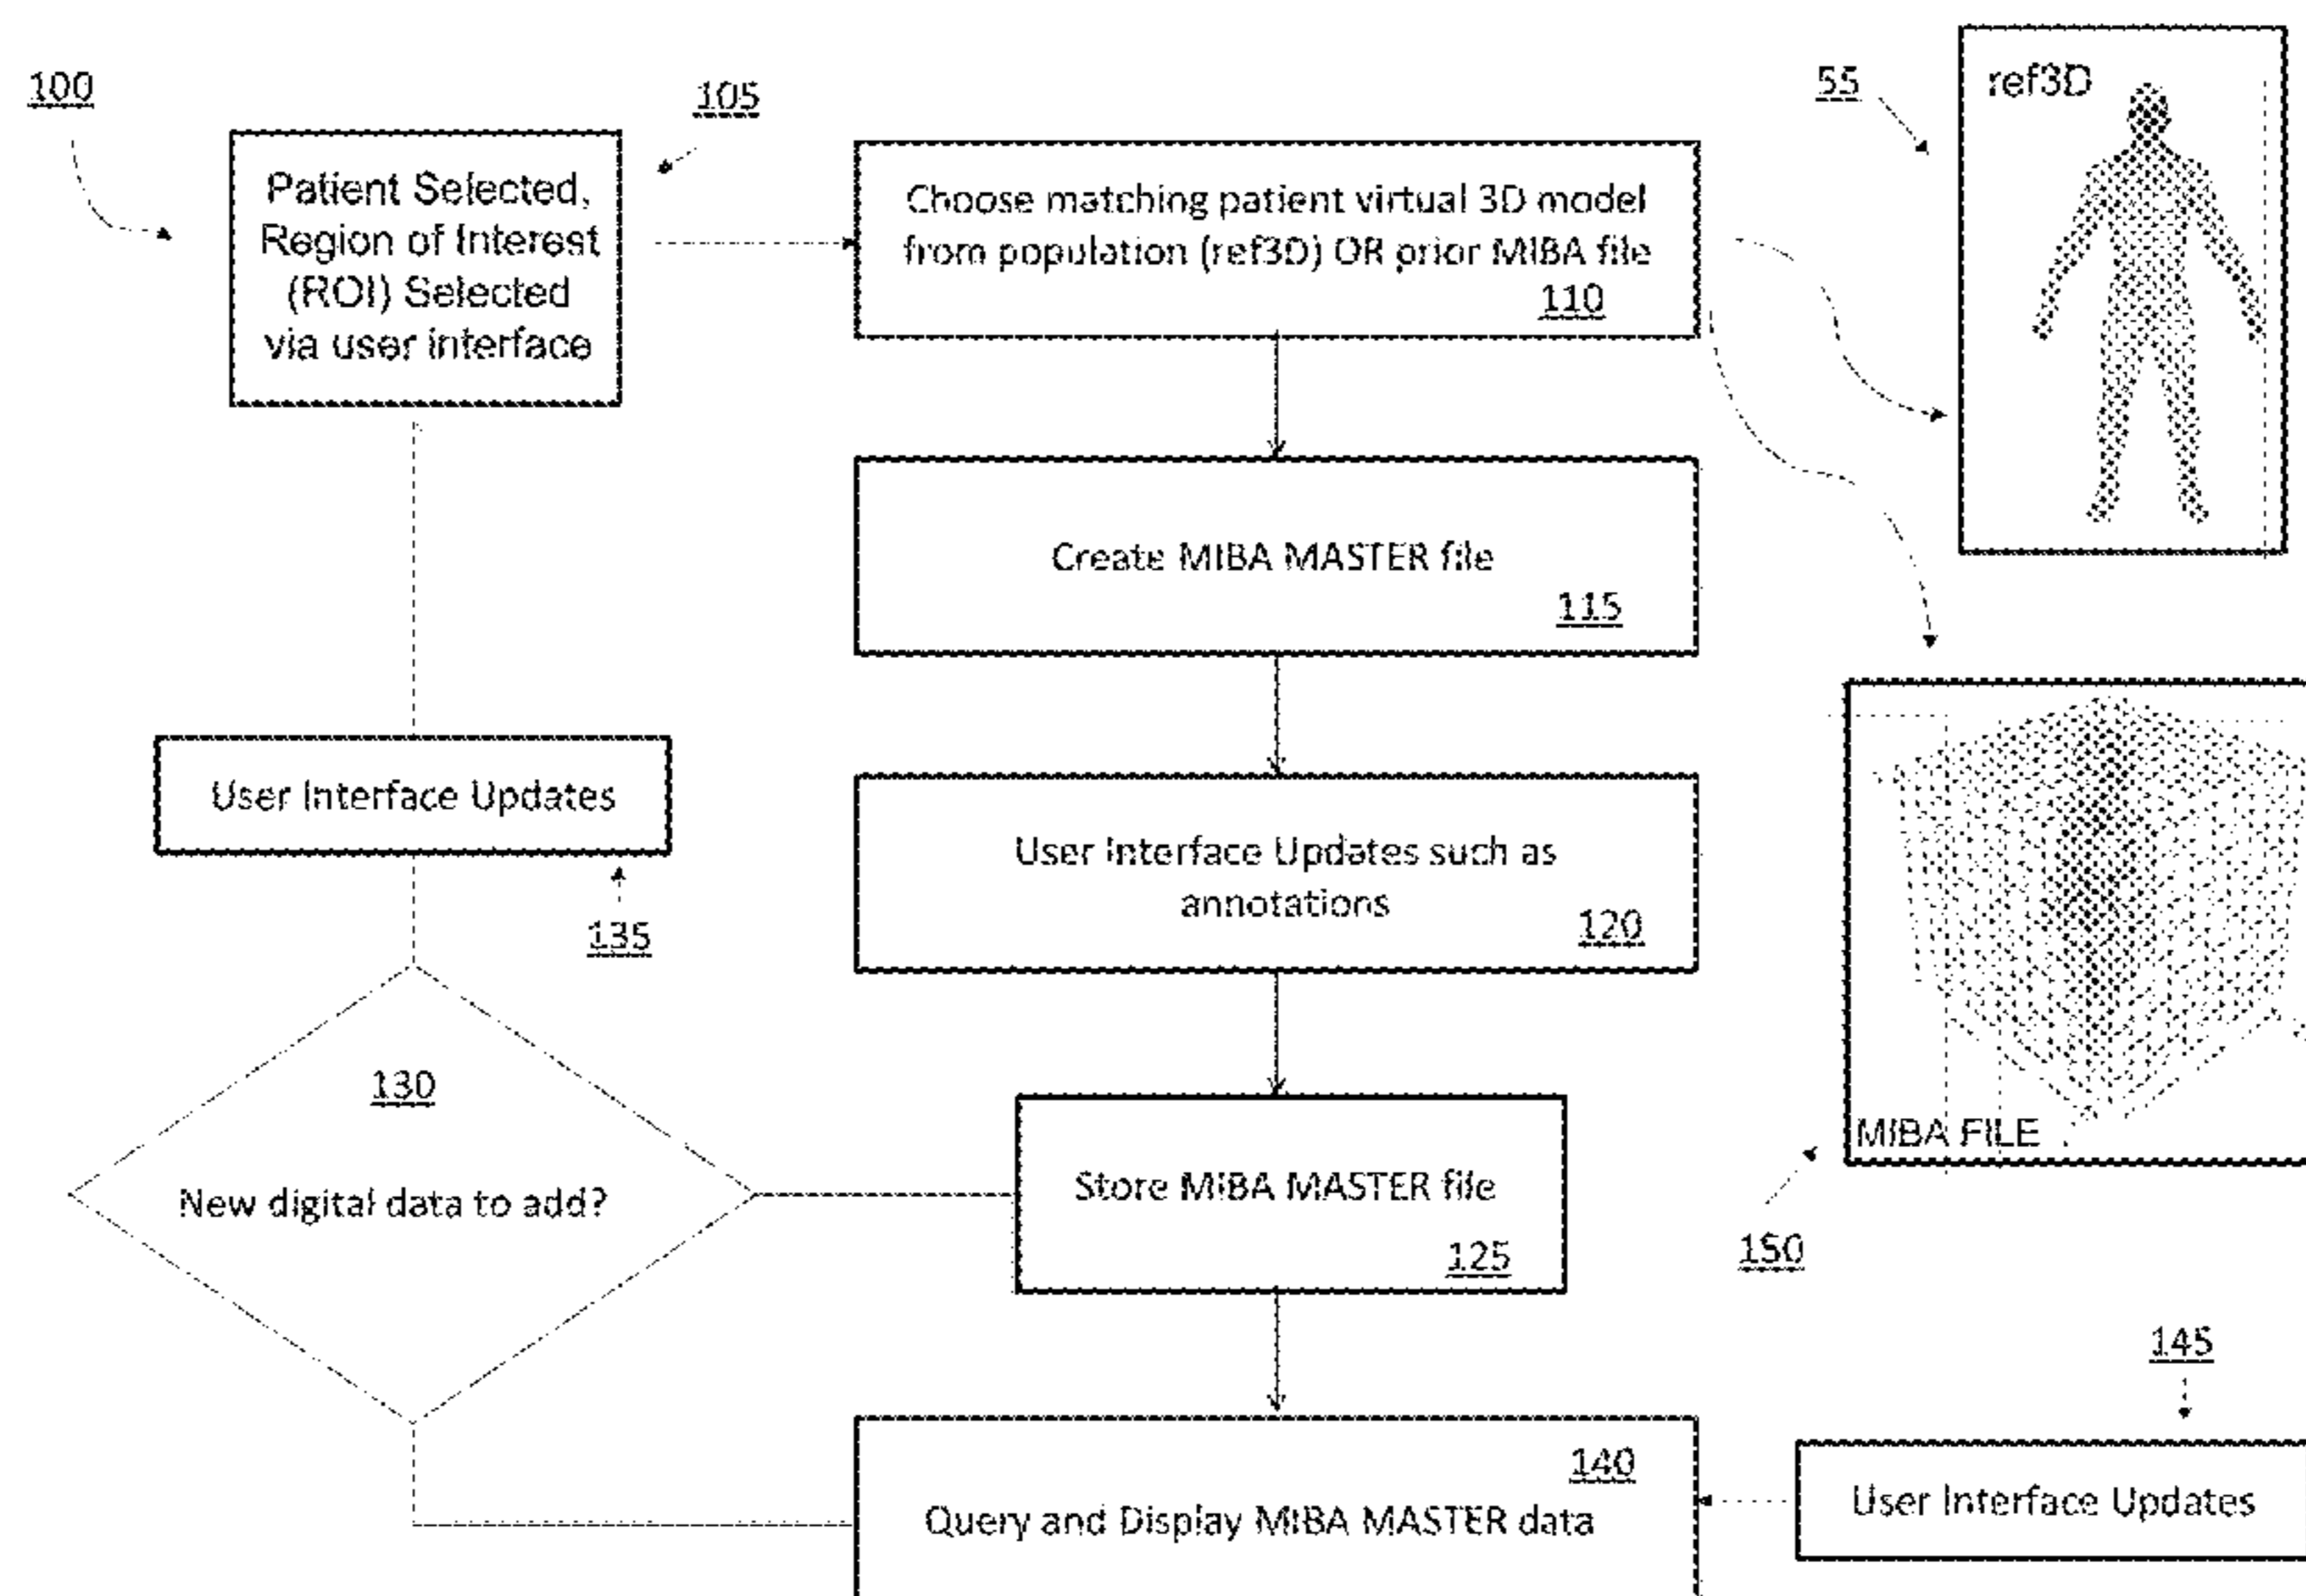 100
105
Patient Selected,
Region of Interest
(ROI) Selected
via user interface
Choose matching patient virtual 3D model
from population (ref3D) OR prior MIBA file
110
55
ref3D
Create MIBA MASTER file
115
User Interface Updates
135
User Interface Updates such as
annotations
120
MIBA FILE
150
130
New digital data to add?
Store MIBA MASTER file
125
145
140
Query and Display MIBA MASTER data
User Interface Updates